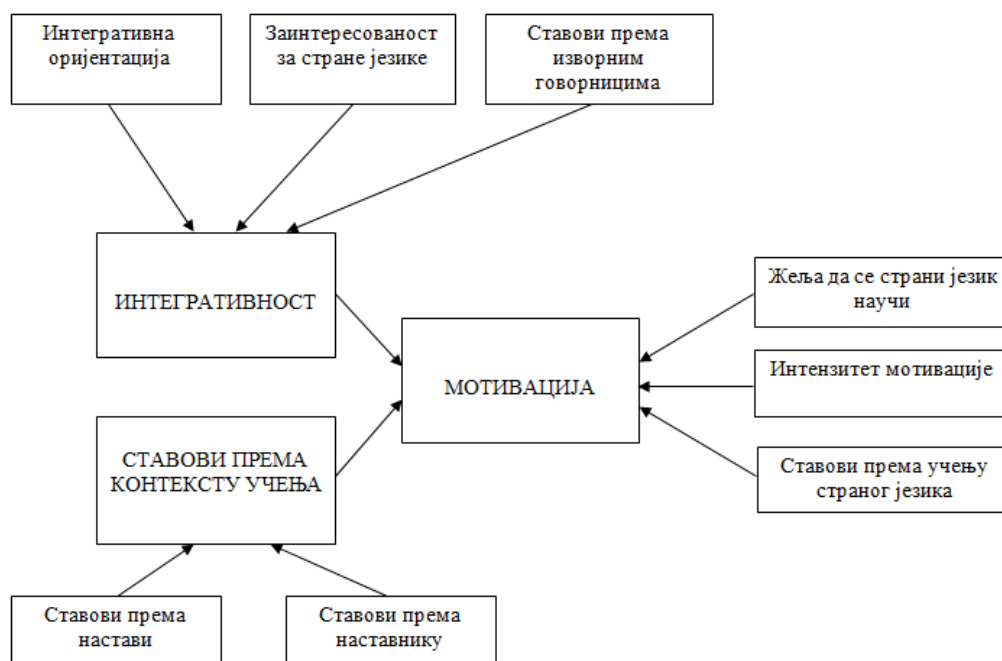 Интегративна
оријентација
Заинтересованост
за стране језике
Ставови према
изворним
говорницима
ИНТЕГРАТИВНОСТ
Жеља да се страни језик
научи
МОТИВАЦИЈА
Интензитет мотивације
СТАВОВИ ПРЕМА
КОНТЕКСТУ УЧЕЊА
Ставови према учењу
страног језика
Ставови према
настави
Ставови према
наставнику